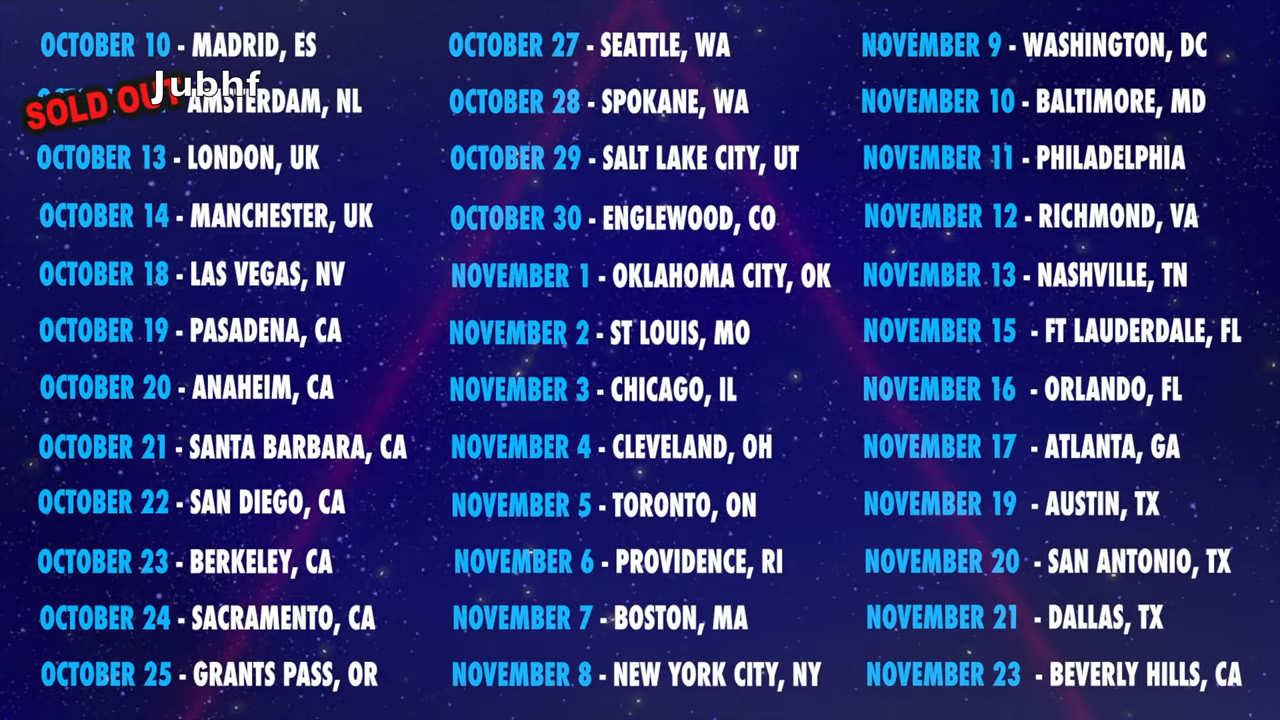 OCTOBER 10 - MADRID, ES
Jubhf
SOLD OUT AMSTERDAM, NL
OCTOBER 13 - LONDON, UK
OCTOBER 14 - MANCHESTER, UK
OCTOBER 18 - LAS VEGAS, NV
OCTOBER 19 - PASADENA, CA
OCTOBER 20 - ANAHEIM, CA
OCTOBER 21 - SANTA BARBARA, CA
OCTOBER 22 - SAN DIEGO, CA
OCTOBER 23 - BERKELEY, CA
OCTOBER 24 - SACRAMENTO, CA
OCTOBER 25 - GRANTS PASS, OR
OCTOBER 27 - SEATTLE, WA
OCTOBER 28 - SPOKANE, WA
OCTOBER 29 - SALT LAKE CITY, UT
OCTOBER 30 - ENGLEWOOD, CO
NOVEMBER 1 - OKLAHOMA CITY, OK
NOVEMBER 2 - ST LOUIS, MO
NOVEMBER 3 - CHICAGO, IL
NOVEMBER 4 - CLEVELAND, OH
NOVEMBER 5 - TORONTO, ON
NOVEMBER 6 - PROVIDENCE, RI
NOVEMBER 7 - BOSTON, MA
NOVEMBER 8 - NEW YORK CITY, NY
NOVEMBER 9 - WASHINGTON, DC
NOVEMBER 10 - BALTIMORE, MD
NOVEMBER 11 - PHILADELPHIA
NOVEMBER 12 - RICHMOND, VA
NOVEMBER 13 - NASHVILLE, TN
NOVEMBER 15 - FT LAUDERDALE, FL
NOVEMBER 16 - ORLANDO, FL
NOVEMBER 17 - ATLANTA, GA
NOVEMBER 19 - AUSTIN, TX
NOVEMBER 20 - SAN ANTONIO, TX
NOVEMBER 21 - DALLAS, TX
NOVEMBER 23 - BEVERLY HILLS, CA